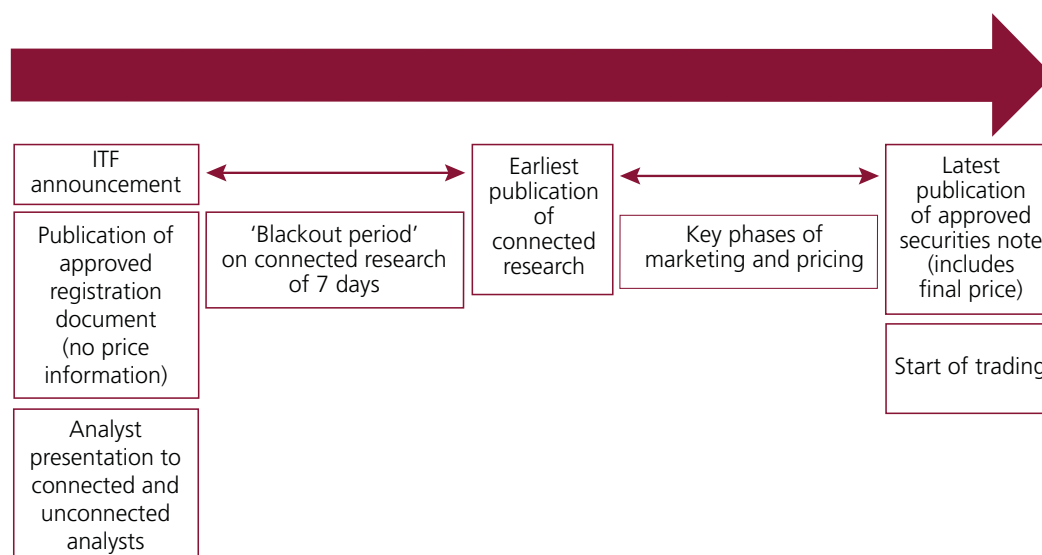 ITF
announcement
Publication of
approved
registration
document
(no price
information)
Analyst
presentation to
connected and
unconnected
analysts
‘Blackout period’
on connected research
of 7 days
Earliest
publication
of
connected
research
Key phases of
marketing and pricing
Latest
publication
of approved
securities note
(includes
final price)
Start of trading